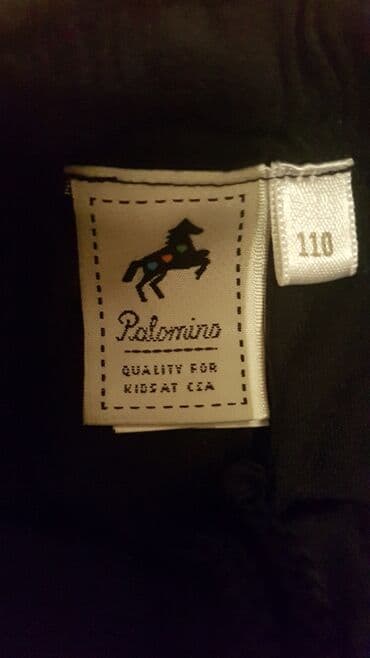 Palomino
QUALITY FOR
KIDS AT C&A
110